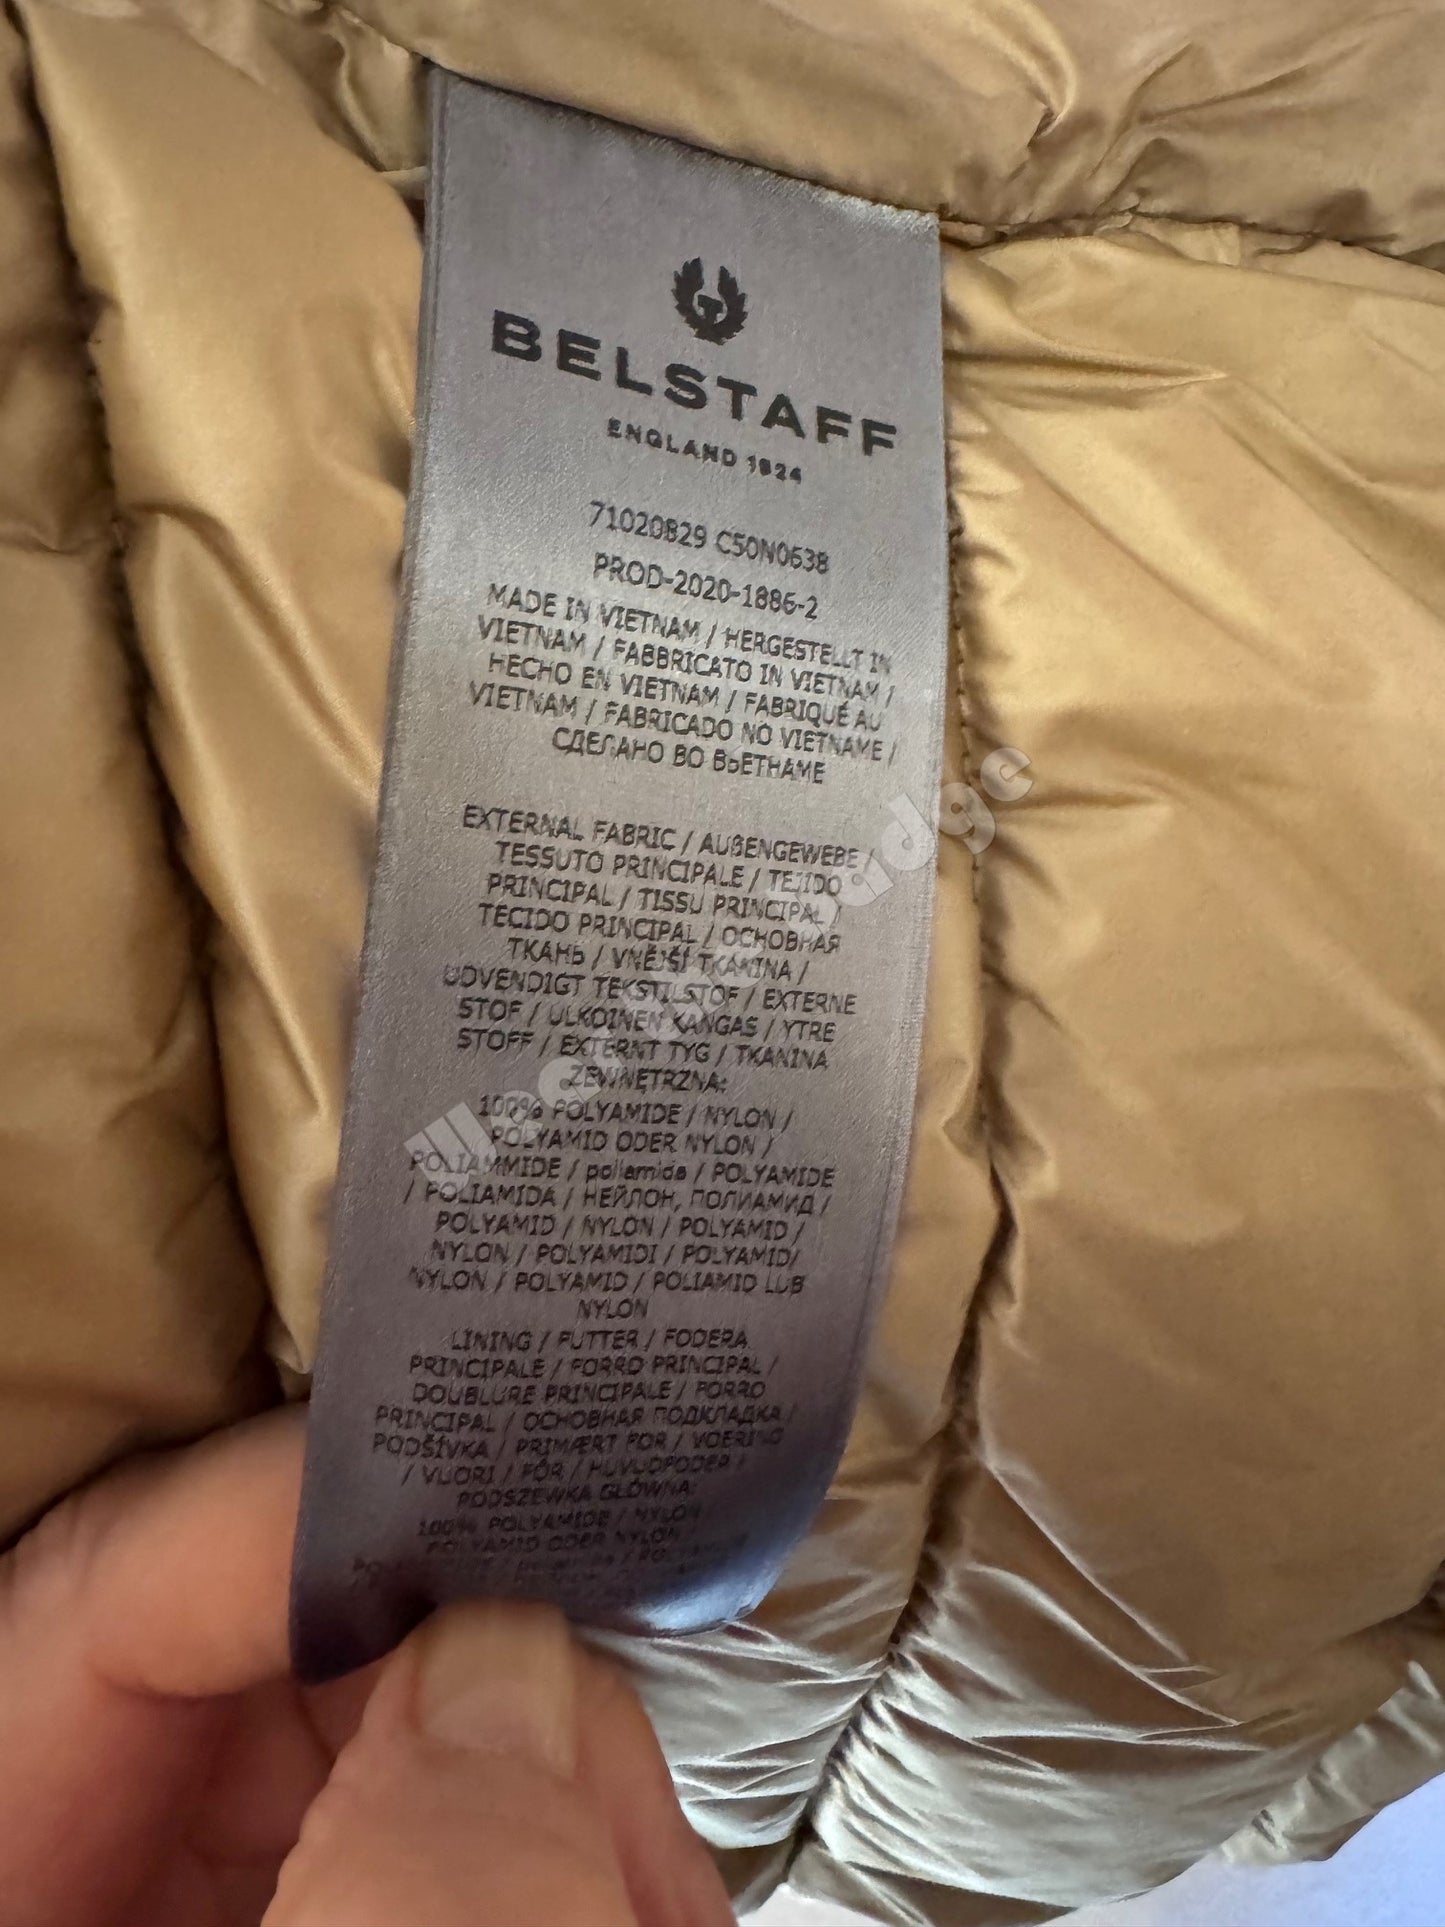 BELSTAFF
ENGLAND 1924
71020829 C50N0638
PROD-2020-1886-2
MADE IN VIETNAM / HERGESTELLT IN
VIETNAM / FABBRICATO IN VIETNAM /
HECHO EN VIETNAM / FABRIQUÉ AU
VIETNAM / FABRICADO NO VIETNAME /
СДЕЛАНО ВО ВЬЕТНАМЕ
EXTERNAL FABRIC / AUßENGEWEBE /
TESSUTO PRINCIPALE / TEJIDO
PRINCIPAL / TISSU PRINCIPAL /
TECIDO PRINCIPAL / ОСНОВНАЯ
ТКАНЬ / VNĚJŠÍ TKANINA /
UDVENDIGT TEKSTILSTOF / EXTERNE
STOF / ULKOINEN KANGAS / YTRE
STOFF / EXTERNT TYG / TKANINA
ZEWNĘTRZNA:
100% POLYAMIDE / NYLON /
POLYAMID ODER NYLON /
POLIAMMIDE / poliamida / POLYAMIDE
/ POLIAMIDA / НЕЙЛОН, ПОЛИАМИД /
POLYAMID / NYLON / POLYAMID /
NYLON / POLYAMIDI / POLYAMID/
NYLON / POLYAMID / POLIAMID LUB
NYLON
LINING / FUTTER / FODERA
PRINCIPALE / FORRO PRINCIPAL /
DOUBLURE PRINCIPALE / FORRO
PRINCIPAL / ОСНОВНАЯ ПОДКЛАДКА /
PODŠÍVKA / PRIMÆRT FOR / VOERING
/ VUORI / FÔR / HUVUDFODER /
PODSZEWKA GŁÓWNA:
100% POLYAMIDE / NYLON /
POLYAMID ODER NYLON /